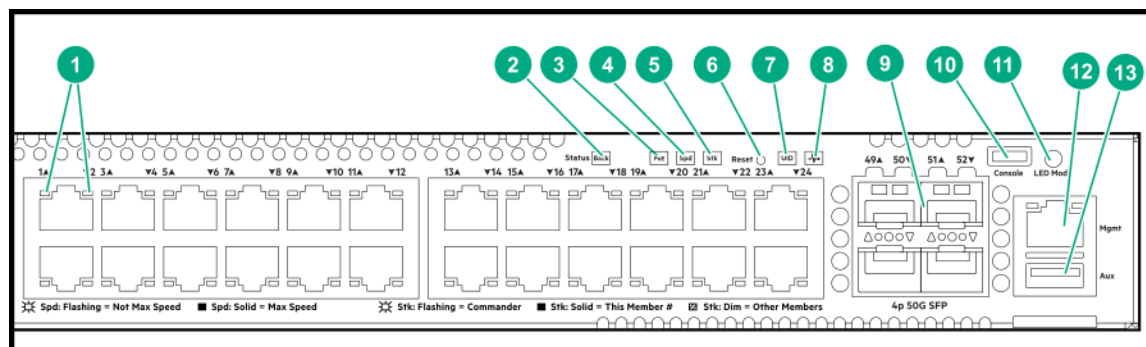 1 2 3 4 5 6 7 8 9 10 11 12 13
Status Back PoE Spd Stk Reset UID
1▲ ▼2 3▲ ▼4 5▲ ▼6 7▲ ▼8 9▲ ▼10 11▲ ▼12 13▲ ▼14 15▲ ▼16 17▲ ▼18 19▲ ▼20 21▲ ▼22 23▲ ▼24
49▲ 50▼ 51▲ 52▼
Console LED Mod
Mgmt
Aux
Spd: Flashing = Not Max Speed Spd: Solid = Max Speed Stk: Flashing = Commander Stk: Solid = This Member # Stk: Dim = Other Members
4p 50G SFP